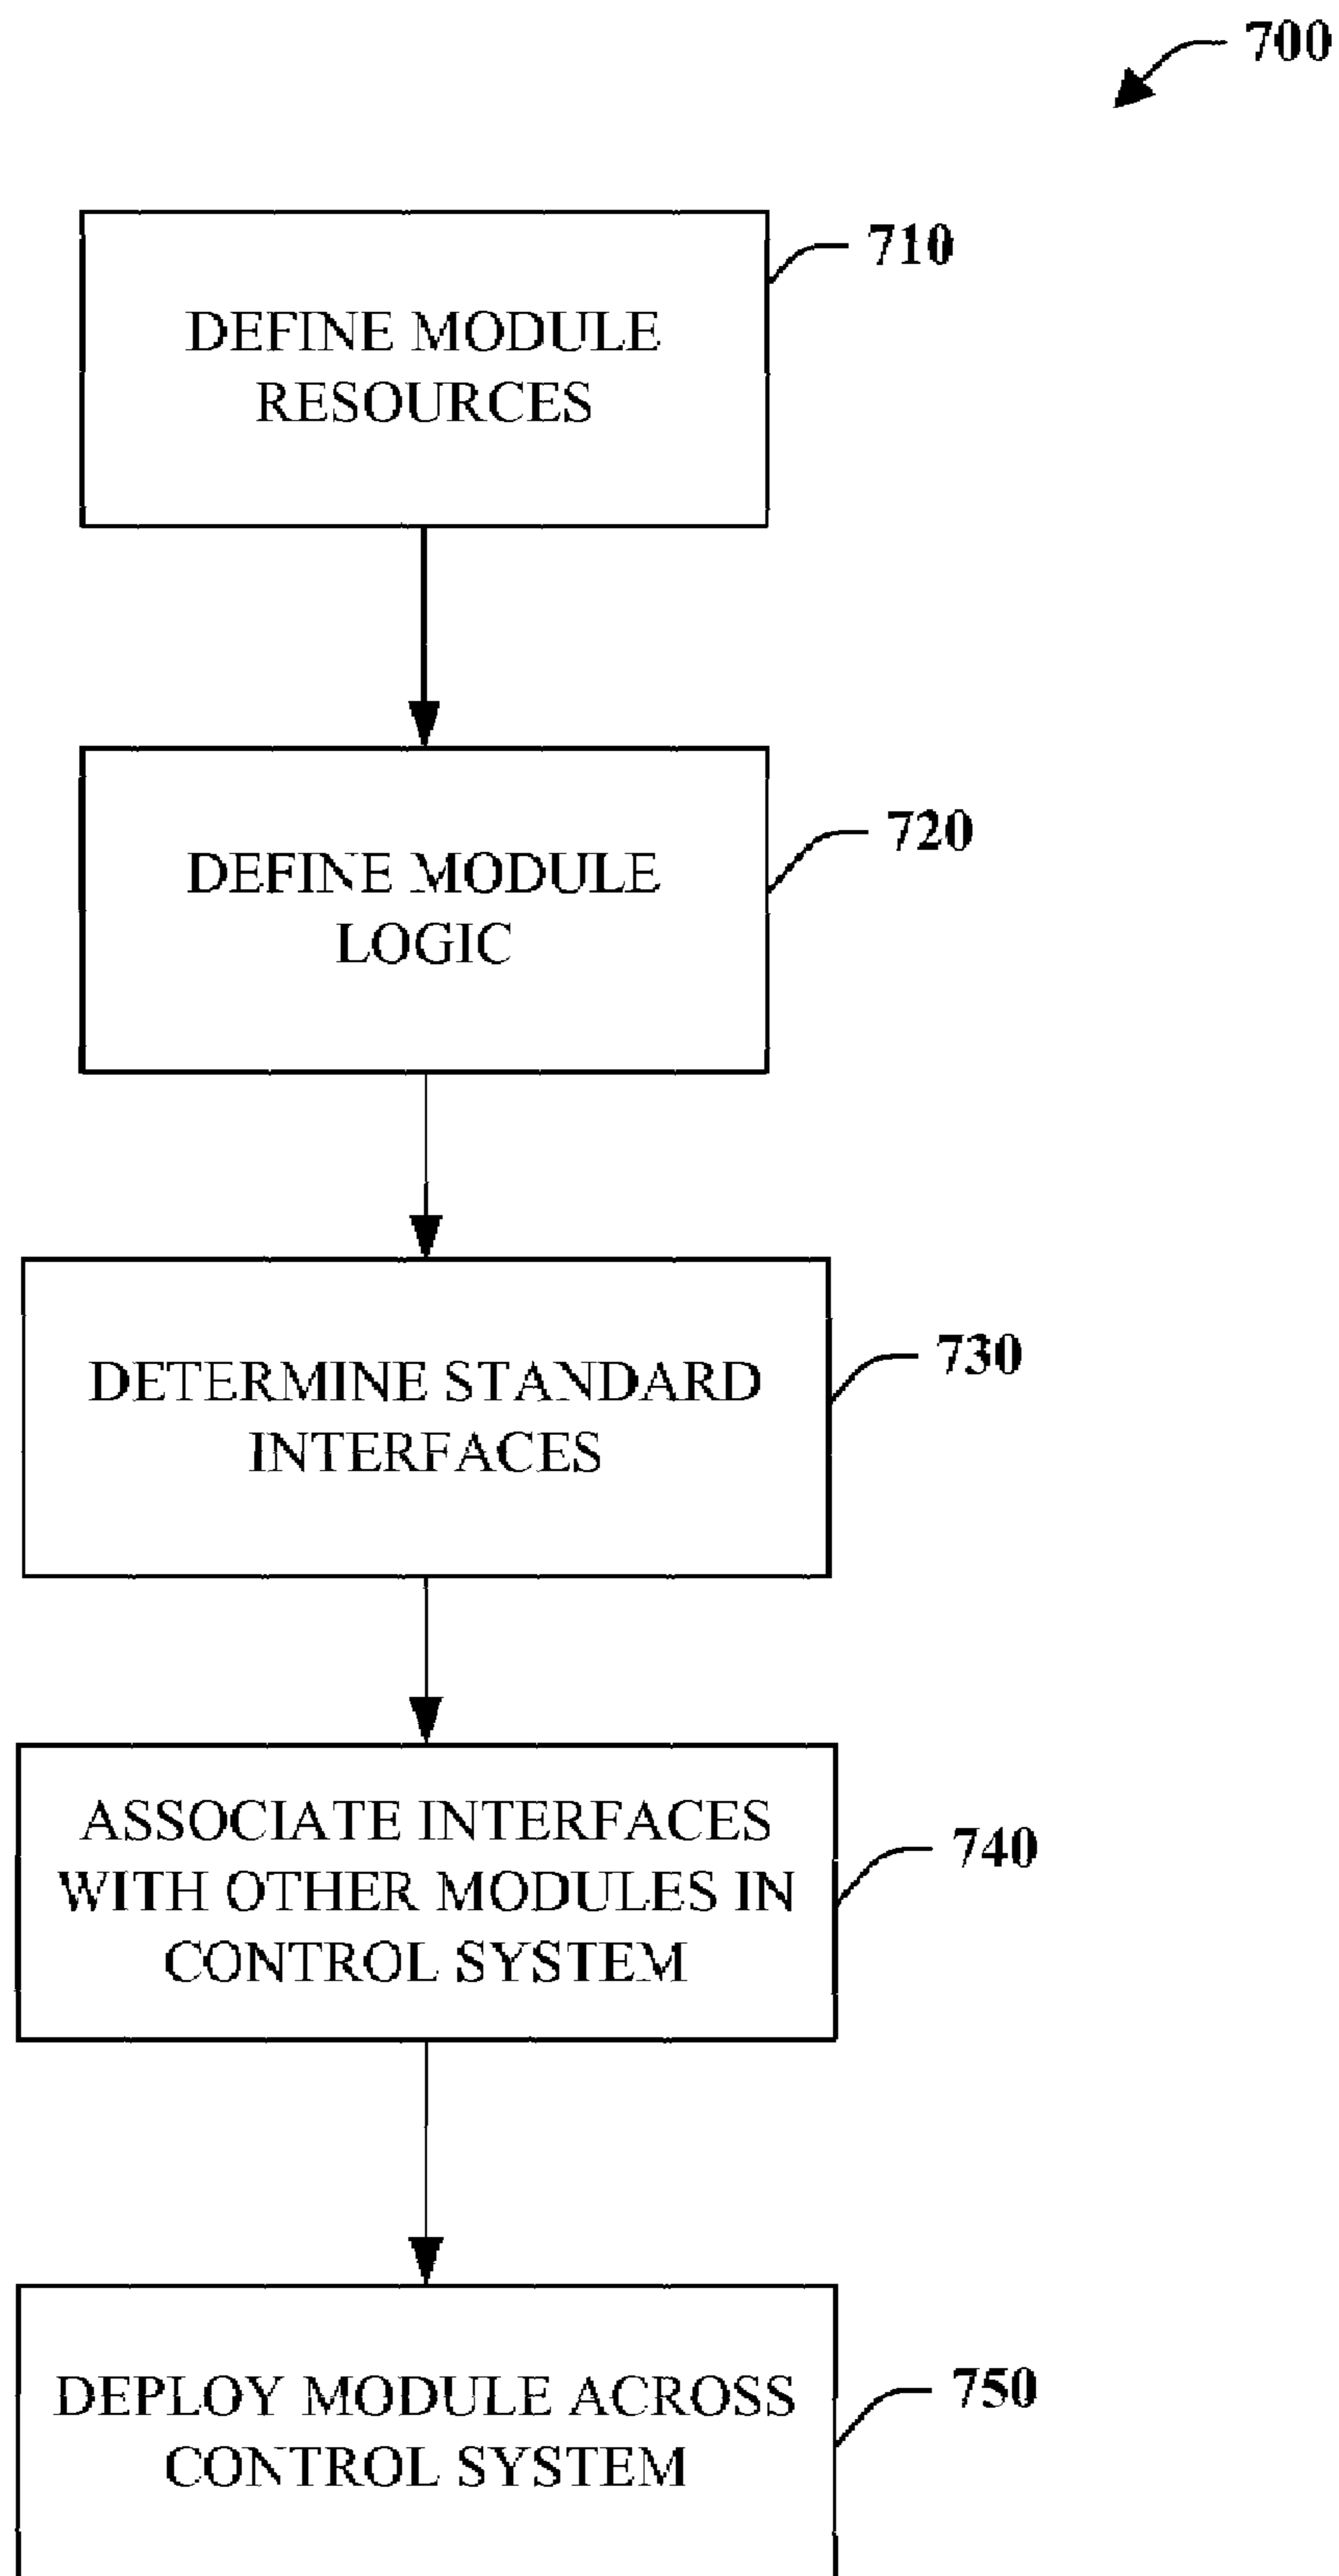 700
710
DEFINE MODULE
RESOURCES
720
DEFINE MODULE
LOGIC
730
DETERMINE STANDARD
INTERFACES
740
ASSOCIATE INTERFACES
WITH OTHER MODULES IN
CONTROL SYSTEM
750
DEPLOY MODULE ACROSS
CONTROL SYSTEM